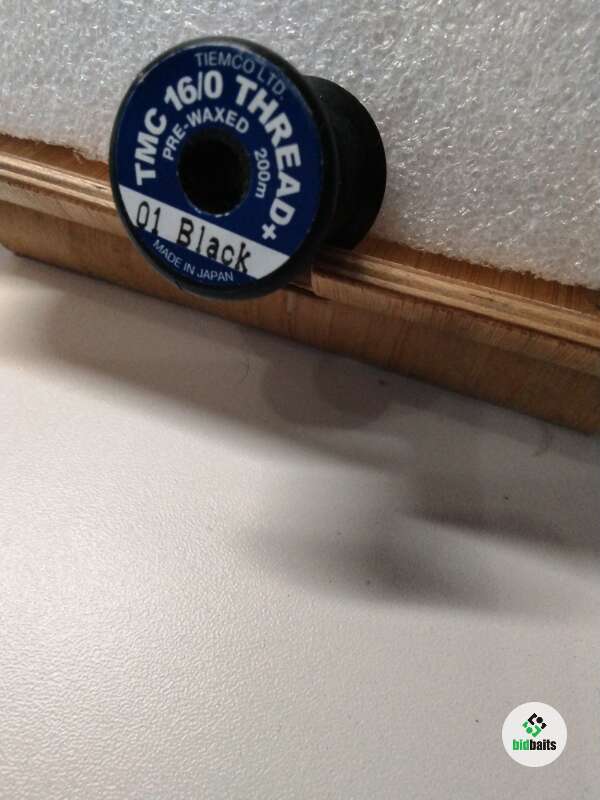 TIEMCO LTD.
TMC 16/0 THREAD+
PRE-WAXED 200m
01 Black
MADE IN JAPAN
bidbaits